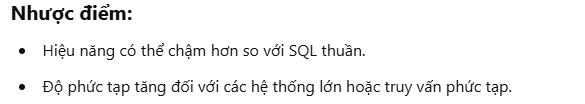 Nhược điểm:
• Hiệu năng có thể chậm hơn so với SQL thuần.
• Độ phức tạp tăng đối với các hệ thống lớn hoặc truy vấn phức tạp.